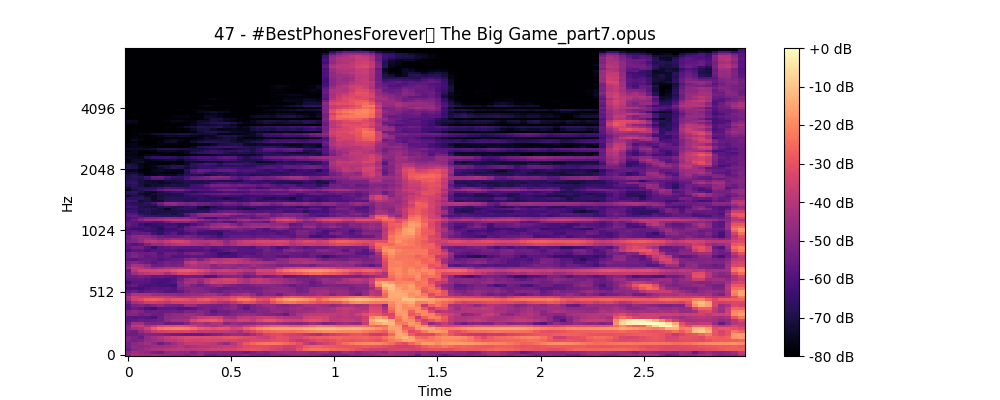 47 - #BestPhonesForever▯ The Big Game_part7.opus
Hz
4096
2048
1024
512
0
0
0.5
1
1.5
2
2.5
Time
+0 dB
-10 dB
-20 dB
-30 dB
-40 dB
-50 dB
-60 dB
-70 dB
-80 dB